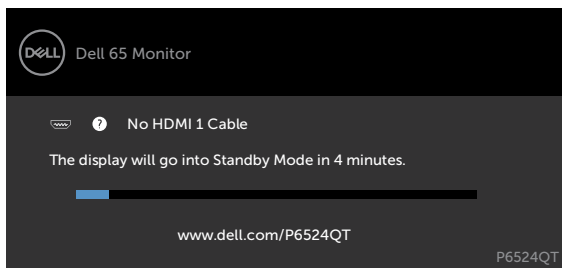 DELL
Dell 65 Monitor
? No HDMI 1 Cable
The display will go into Standby Mode in 4 minutes.
www.dell.com/P6524QT
P6524QT